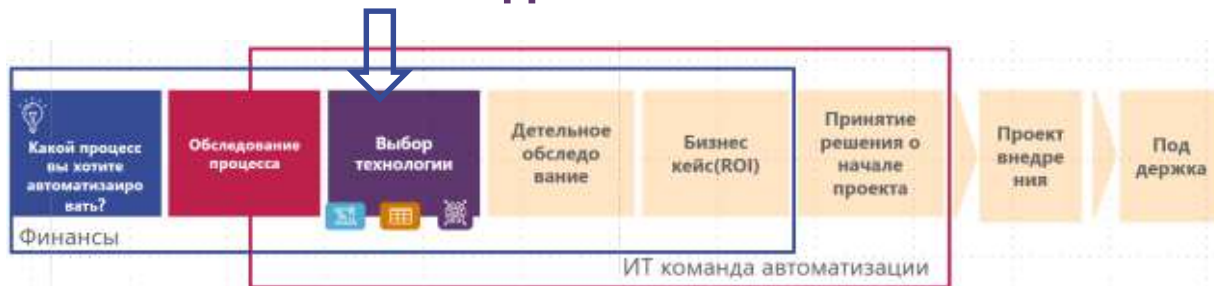 Какой процесс
вы хотите
автоматизаиро
вать?
Обследование
процесса
Выбор
технологии
Детельное
обследо
вание
Бизнес
кейс(ROI)
Принятие
решения о
начале
проекта
Проект
внедре
ния
Под
держка
Финансы
ИТ команда автоматизации